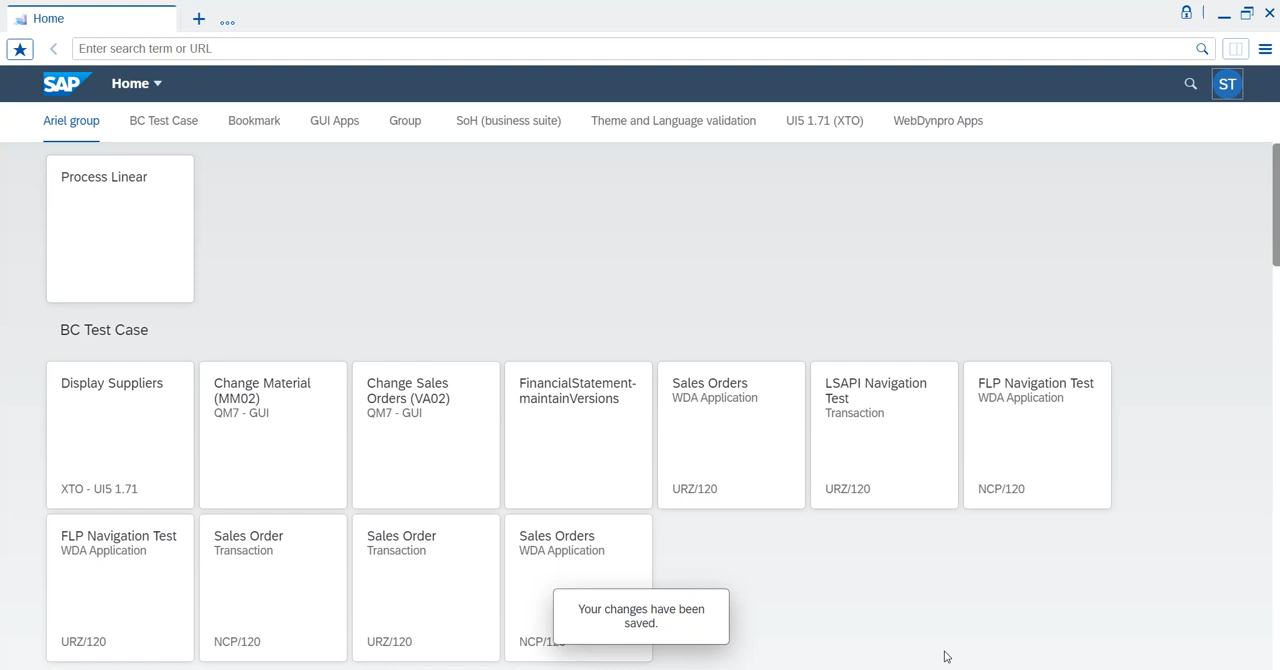 Home
Enter search term or URL
SAP Home ST
Ariel group BC Test Case Bookmark GUI Apps Group SoH (business suite) Theme and Language validation UI5 1.71 (XTO) WebDynpro Apps
Process Linear
BC Test Case
Display Suppliers
XTO - UI5 1.71
Change Material
(MM02)
QM7 - GUI
Change Sales
Orders (VA02)
QM7 - GUI
FinancialStatement-
maintainVersions
Sales Orders
WDA Application
URZ/120
LSAPI Navigation
Test
Transaction
URZ/120
FLP Navigation Test
WDA Application
NCP/120
FLP Navigation Test
WDA Application
URZ/120
Sales Order
Transaction
NCP/120
Sales Order
Transaction
URZ/120
Sales Orders
WDA Application
Your changes have been
saved.